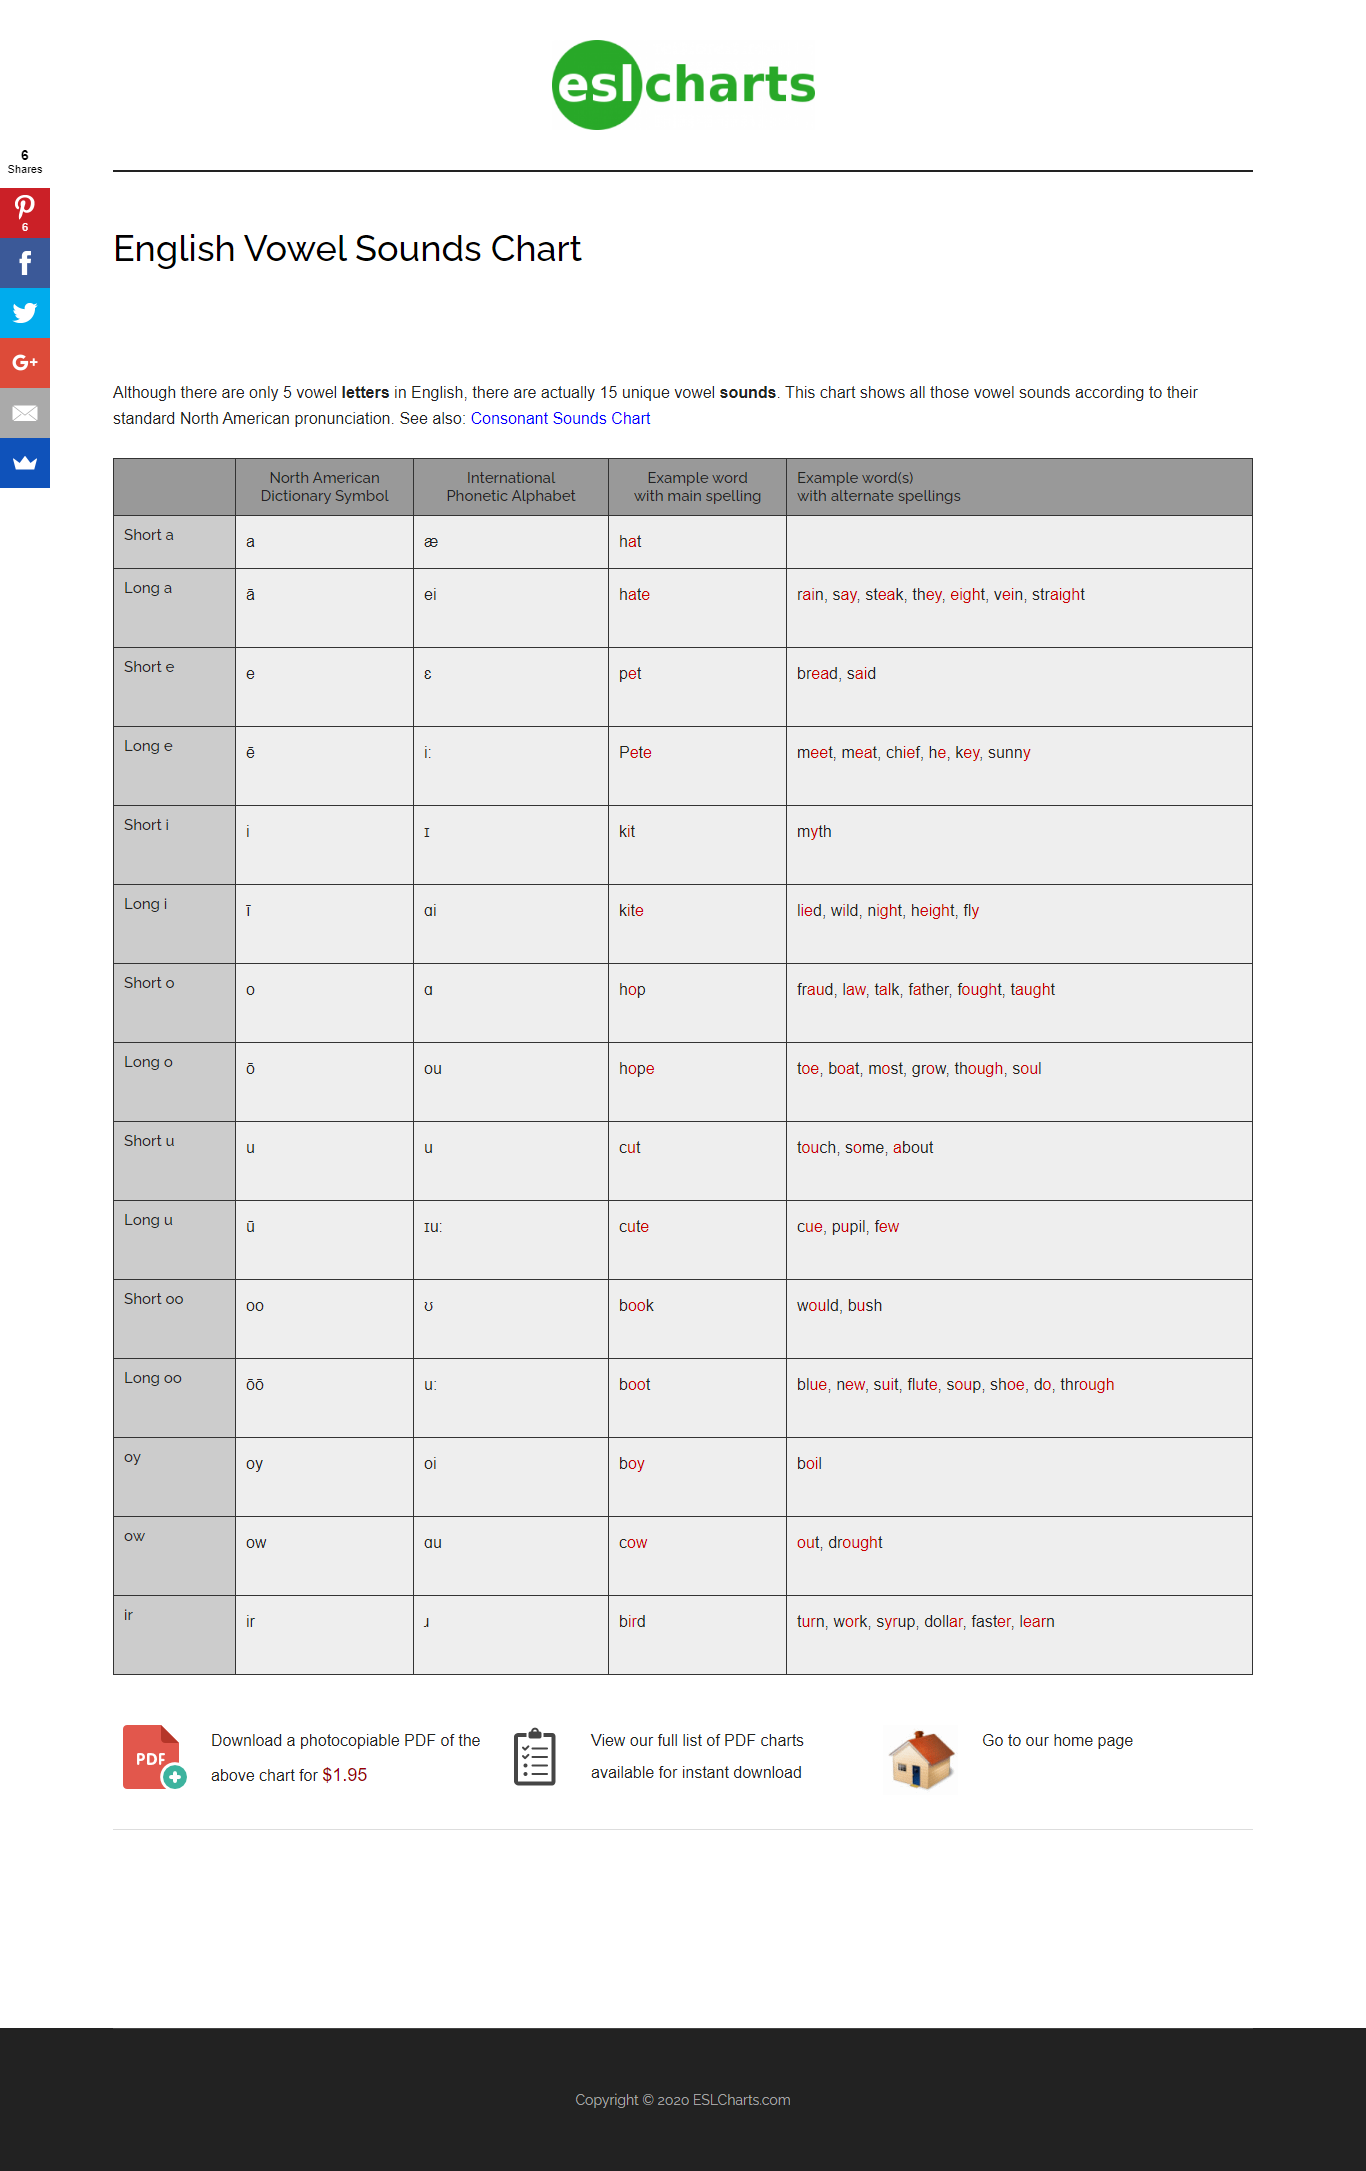 eslcharts
6
Shares
6
English Vowel Sounds Chart
Although there are only 5 vowel letters in English, there are actually 15 unique vowel sounds. This chart shows all those vowel sounds according to their
standard North American pronunciation. See also: Consonant Sounds Chart
North American Dictionary Symbol | International Phonetic Alphabet | Example word with main spelling | Example word(s) with alternate spellings
Short a | a | æ | hat
Long a | ā | ei | hate | rain, say, steak, they, eight, vein, straight
Short e | e | ɛ | pet | bread, said
Long e | ē | i: | Pete | meet, meat, chief, he, key, sunny
Short i | i | ɪ | kit | myth
Long i | ī | ɑi | kite | lied, wild, night, height, fly
Short o | o | ɑ | hop | fraud, law, talk, father, fought, taught
Long o | ō | ou | hope | toe, boat, most, grow, though, soul
Short u | u | u | cut | touch, some, about
Long u | ū | ɪu: | cute | cue, pupil, few
Short oo | oo | ʊ | book | would, bush
Long oo | ōō | u: | boot | blue, new, suit, flute, soup, shoe, do, through
oy | oy | oi | boy | boil
ow | ow | ɑu | cow | out, drought
ir | ir | ɹ | bird | turn, work, syrup, dollar, faster, learn
PDF
Download a photocopiable PDF of the
above chart for $1.95
View our full list of PDF charts
available for instant download
Go to our home page
Copyright © 2020 ESLCharts.com